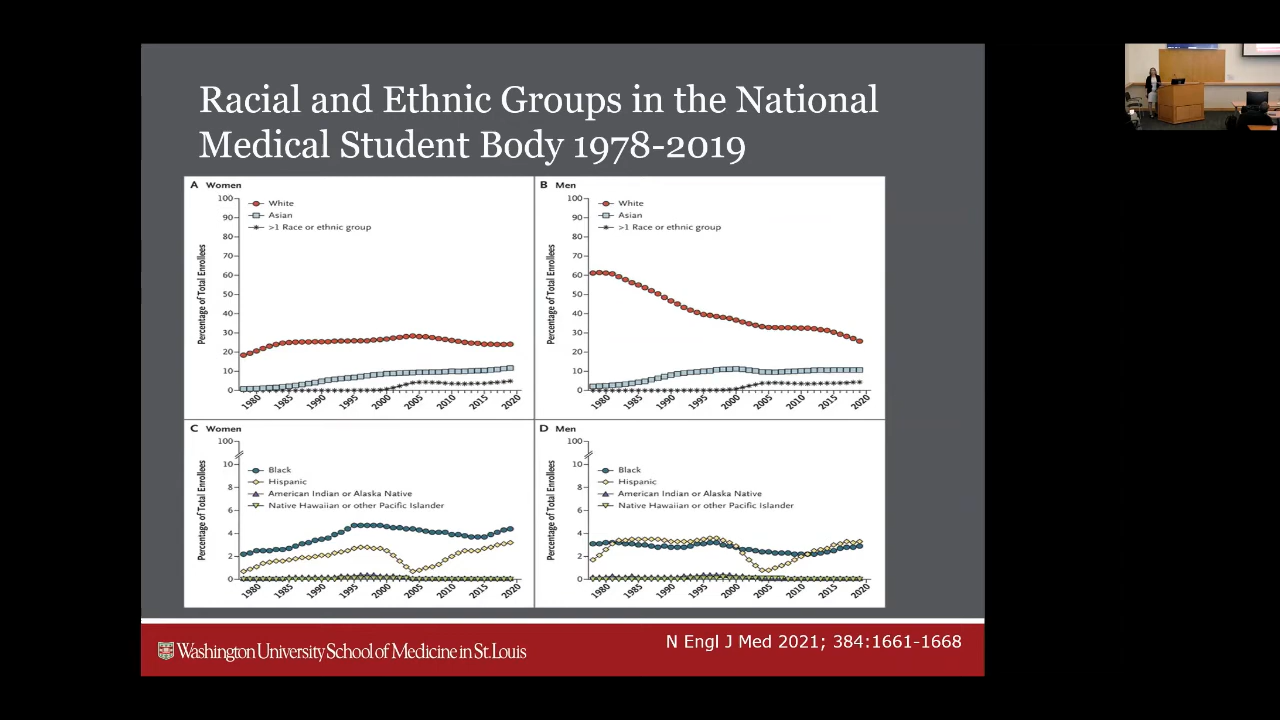 Racial and Ethnic Groups in the National
Medical Student Body 1978-2019
A Women
100
90
80
70
60
50
40
30
20
10
0
Percentage of Total Enrollees
White
Asian
>1 Race or ethnic group
1980 1985 1990 1995 2000 2005 2010 2015 2020
B Men
100
90
80
70
60
50
40
30
20
10
0
Percentage of Total Enrollees
White
Asian
>1 Race or ethnic group
1980 1985 1990 1995 2000 2005 2010 2015 2020
C Women
100
10
8
6
4
2
0
Percentage of Total Enrollees
Black
Hispanic
American Indian or Alaska Native
Native Hawaiian or other Pacific Islander
1980 1985 1990 1995 2000 2005 2010 2015 2020
D Men
100
10
8
6
4
2
0
Percentage of Total Enrollees
Black
Hispanic
American Indian or Alaska Native
Native Hawaiian or other Pacific Islander
1980 1985 1990 1995 2000 2005 2010 2015 2020
Washington University School of Medicine in St. Louis
N Engl J Med 2021; 384:1661-1668